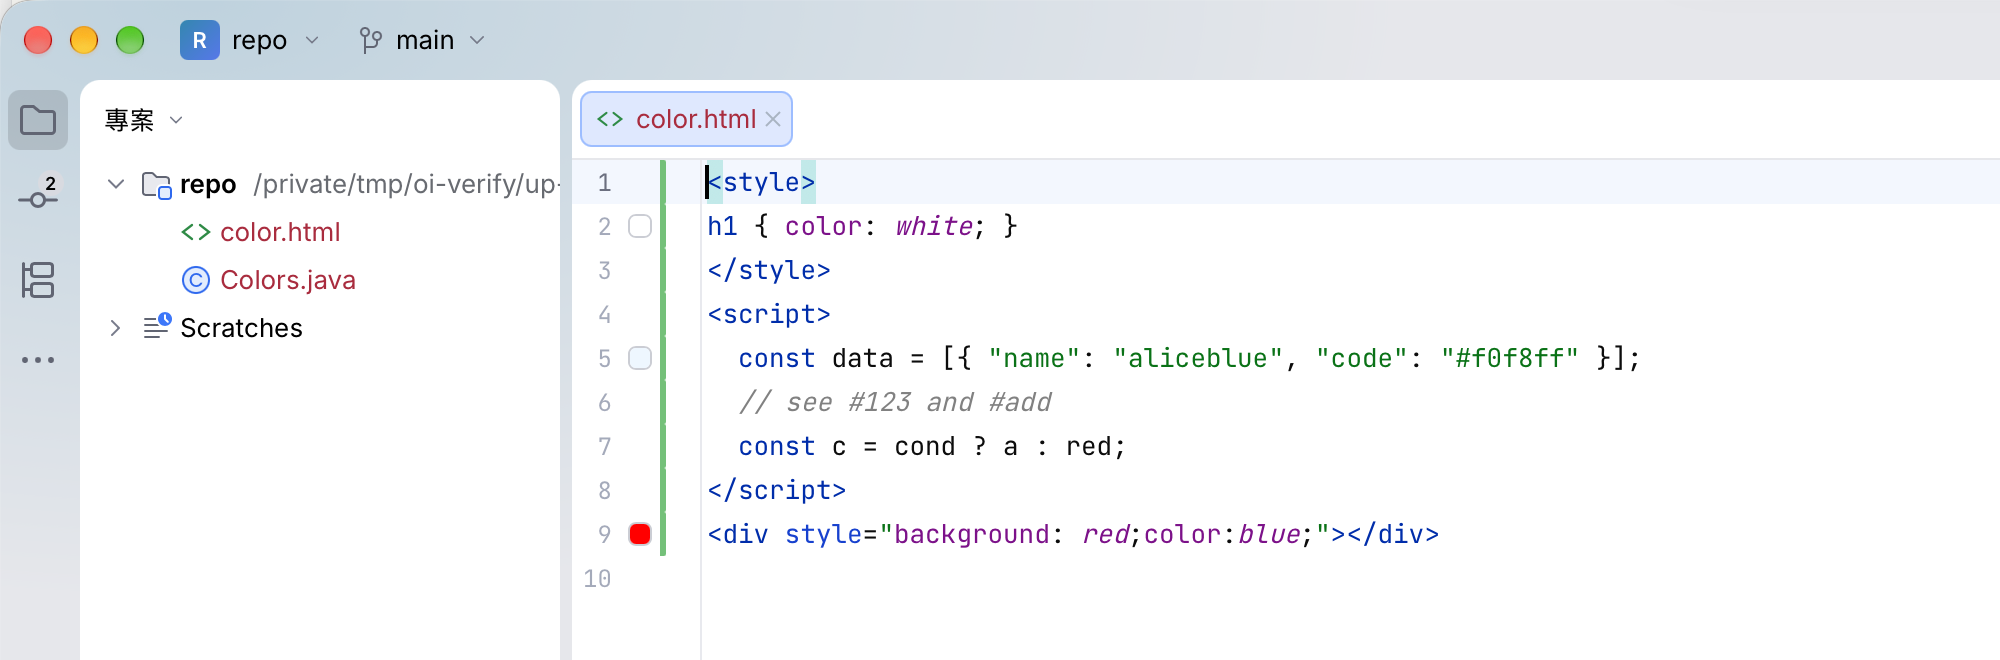 R repo main
專案
repo /private/tmp/oi-verify/up-
color.html
Colors.java
Scratches
2
color.html
1 <style>
2 h1 { color: white; }
3 </style>
4 <script>
5 const data = [{ "name": "aliceblue", "code": "#f0f8ff" }];
6 // see #123 and #add
7 const c = cond ? a : red;
8 </script>
9 <div style="background: red;color:blue;"></div>
10